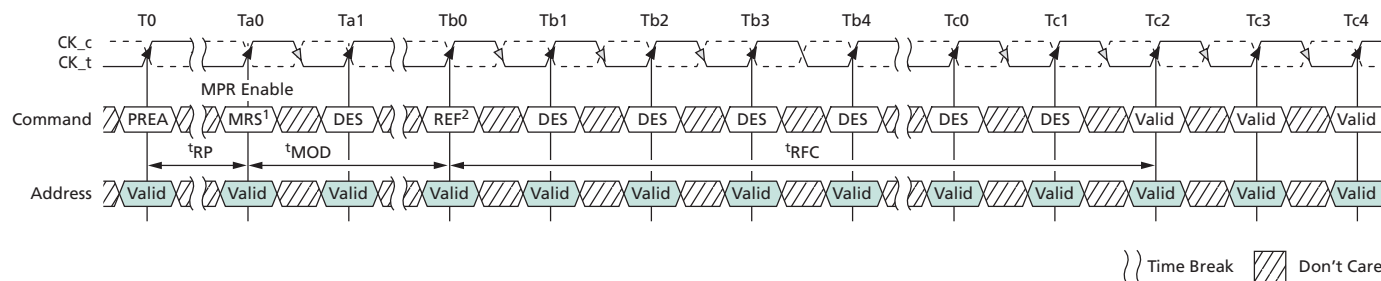 T0 Ta0 Ta1 Tb0 Tb1 Tb2 Tb3 Tb4 Tc0 Tc1 Tc2 Tc3 Tc4
CK_c
CK_t
MPR Enable
Command PREA MRS¹ DES REF² DES DES DES DES DES DES Valid Valid Valid
tRP tMOD tRFC
Address Valid Valid Valid Valid Valid Valid Valid Valid Valid Valid Valid Valid Valid
Time Break Don't Care